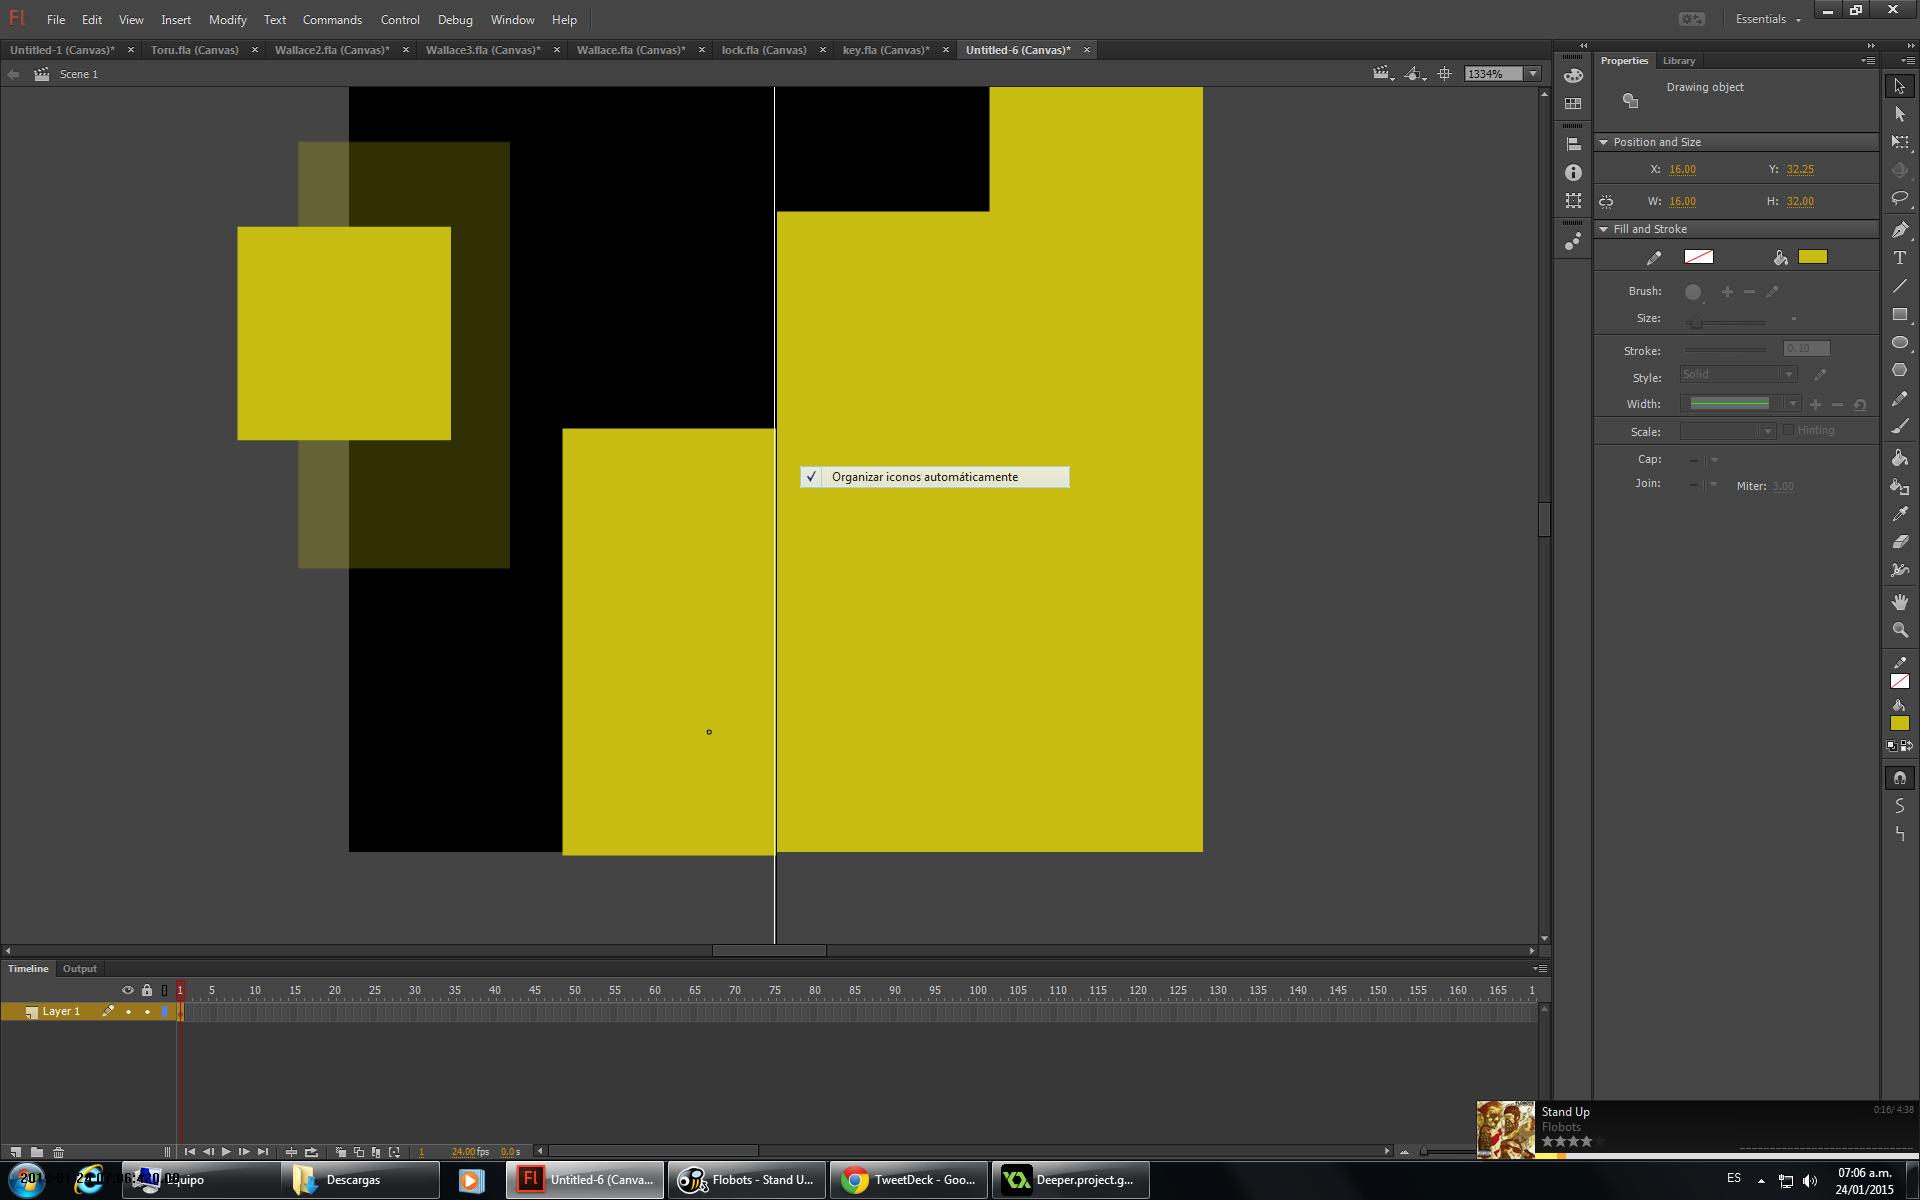 Fl File Edit View Insert Modify Text Commands Control Debug Window Help Essentials
Untitled-1 (Canvas)* Toru.fla (Canvas) Wallace2.fla (Canvas)* Wallace3.fla (Canvas)* Wallace.fla (Canvas)* lock.fla (Canvas) key.fla (Canvas)* Untitled-6 (Canvas)*
Scene 1 1334%
Properties Library
Drawing object
Position and Size
X: 16.00 Y: 32.25
W: 16.00 H: 32.00
Fill and Stroke
Brush:
Size:
Stroke: 0.10
Style: Solid
Width:
Scale: Hinting
Cap:
Join: Miter: 3.00
Organizar iconos automáticamente
Timeline Output
1 5 10 15 20 25 30 35 40 45 50 55 60 65 70 75 80 85 90 95 100 105 110 115 120 125 130 135 140 145 150 155 160 165 1
Layer 1
1 24.00 fps 0.0 s
Stand Up 0:16/ 4:38
Flobots
Equipo Descargas Fl Untitled-6 (Canva... Flobots - Stand U... TweetDeck - Goo... Deeper.project.g... ES 07:06 a.m.
24/01/2015